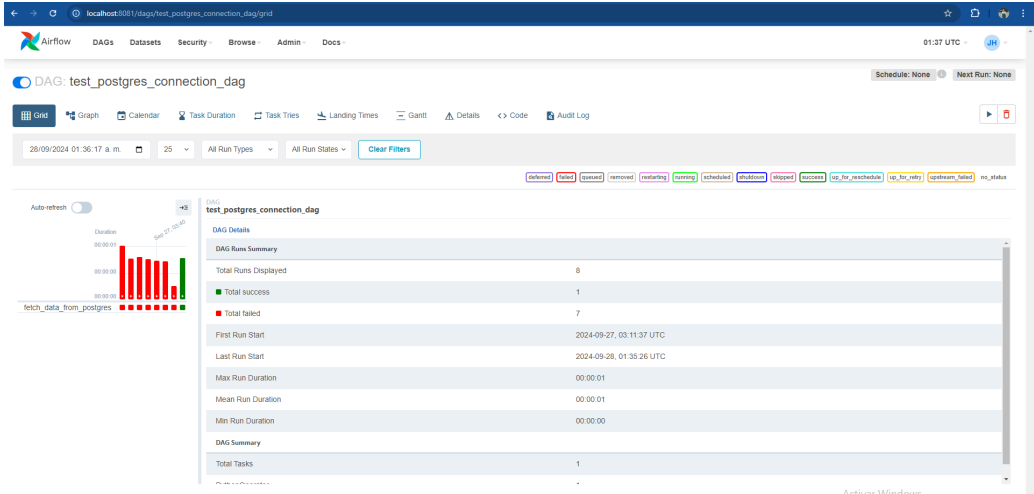 localhost:8081/dags/test_postgres_connection_dag/grid
Airflow DAGs Datasets Security Browse Admin Docs 01:37 UTC JH
DAG: test_postgres_connection_dag Schedule: None Next Run: None
Grid Graph Calendar Task Duration Task Tries Landing Times Gantt Details Code Audit Log
28/09/2024 01:36:17 a. m. 25 All Run Types All Run States Clear Filters
deferred failed queued removed restarting running scheduled shutdown skipped success up_for_reschedule up_for_retry upstream_failed no_status
Auto-refresh
Duration
Sep 27, 03:40
00:00:01
00:00:00
00:00:00
fetch_data_from_postgres
DAG
test_postgres_connection_dag
DAG Details
DAG Runs Summary
Total Runs Displayed 8
Total success 1
Total failed 7
First Run Start 2024-09-27, 03:11:37 UTC
Last Run Start 2024-09-28, 01:35:26 UTC
Max Run Duration 00:00:01
Mean Run Duration 00:00:01
Min Run Duration 00:00:00
DAG Summary
Total Tasks 1
Activar Windows